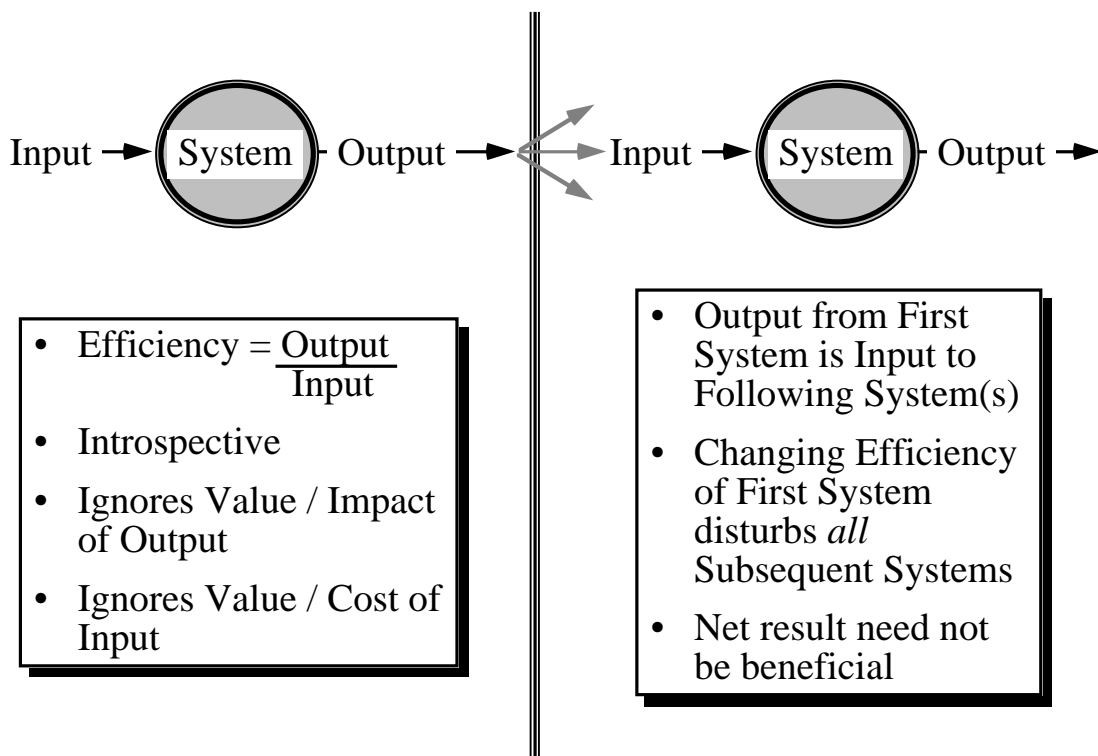 Input System Output Input System Output
• Efficiency = Output
Input
• Introspective
• Ignores Value / Impact
of Output
• Ignores Value / Cost of
Input
• Output from First
System is Input to
Following System(s)
• Changing Efficiency
of First System
disturbs all
Subsequent Systems
• Net result need not
be beneficial